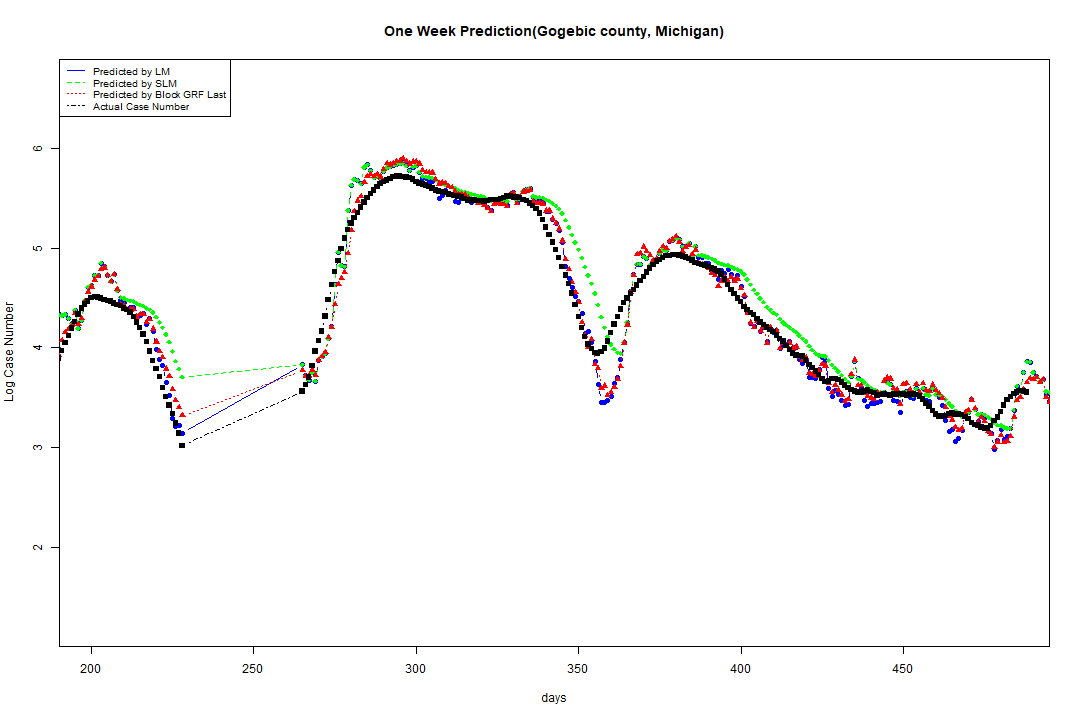 One Week Prediction(Gogebic county, Michigan)
Predicted by LM
Predicted by SLM
Predicted by Block GRF Last
Actual Case Number
6
5
4
3
2
Log Case Number
200 250 300 350 400 450
days